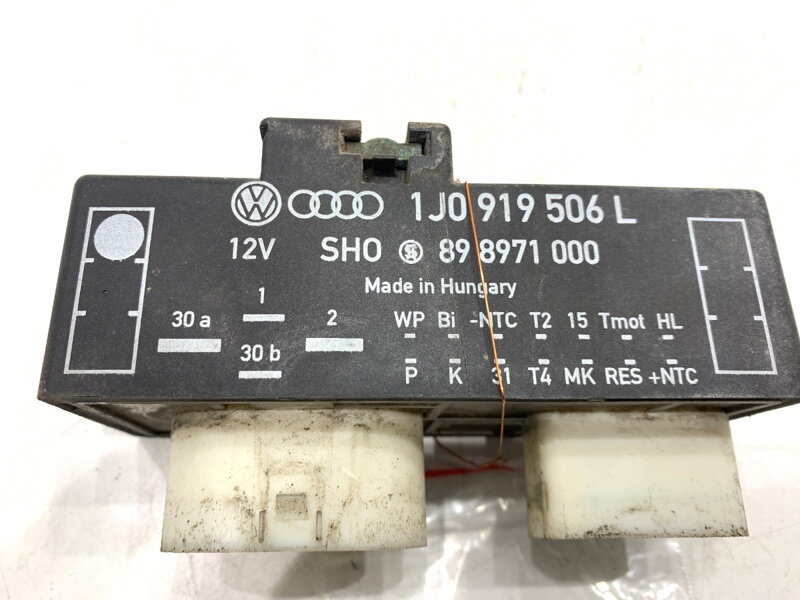 1J0 919 506 L
12V SHO 89 8971 000
Made in Hungary
1
30 a 2
30 b
WP Bi -NTC T2 15 Tmot HL
P K 31 T4 MK RES +NTC